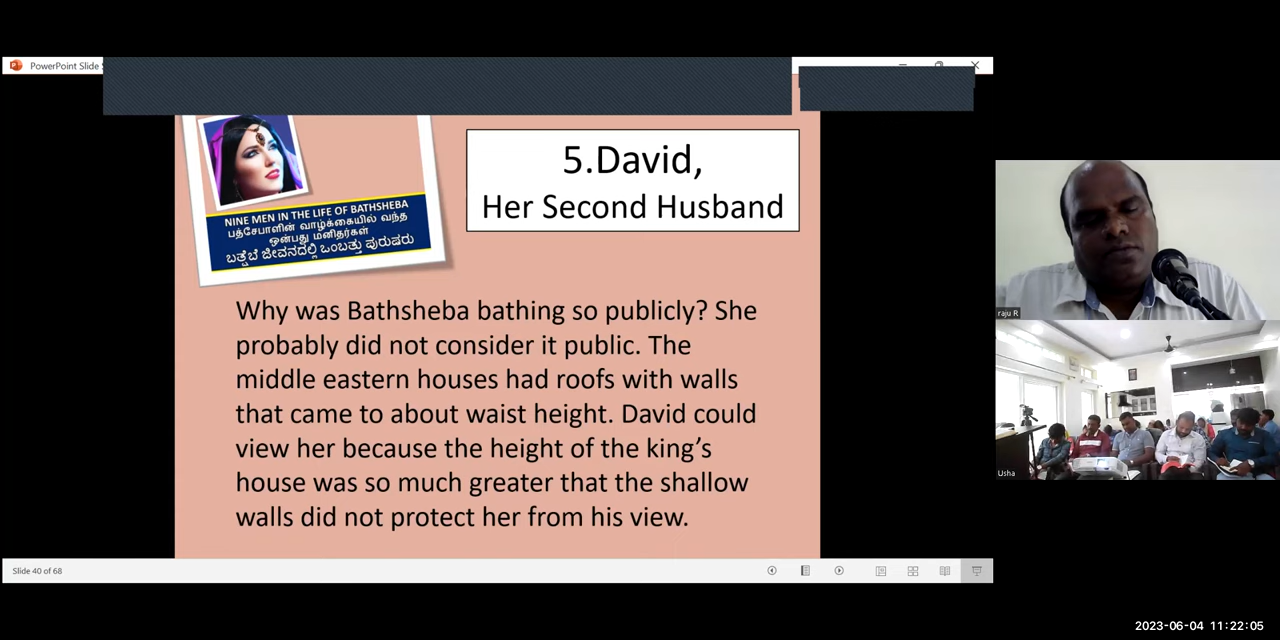 PowerPoint Slide S
5.David,
Her Second Husband
NINE MEN IN THE LIFE OF BATHSHEBA
பத்சேபாளின் வாழ்க்கையில் வந்த
ஒன்பது மனிதர்கள்
ಬತ್ಷೆಬೆ ಜೀವನದಲ್ಲಿ ಒಂಬತ್ತು ಪುರುಷರು
Why was Bathsheba bathing so publicly? She
probably did not consider it public. The
middle eastern houses had roofs with walls
that came to about waist height. David could
view her because the height of the king’s
house was so much greater that the shallow
walls did not protect her from his view.
raju R
Usha
Slide 40 of 68
2023-06-04 11:22:05